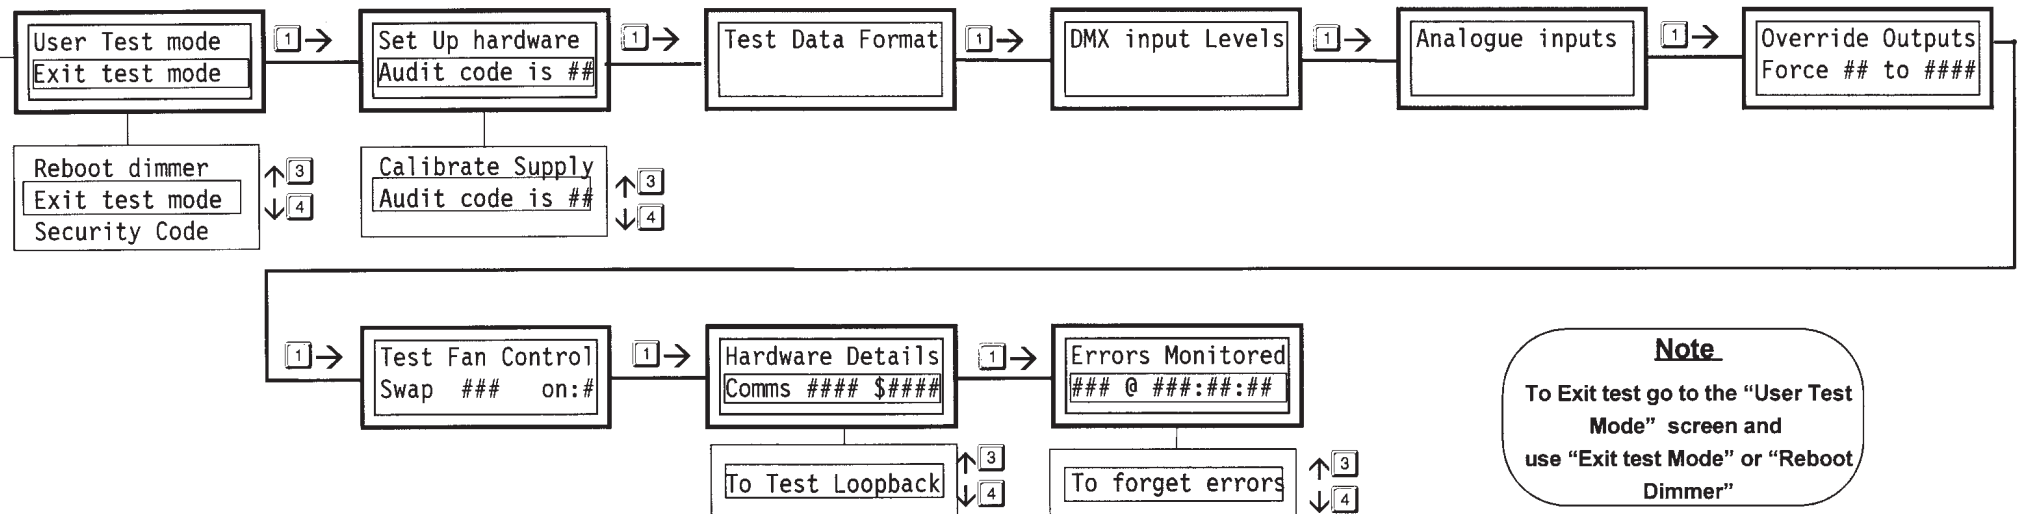 User Test mode
Exit test mode
1
Set Up hardware
Audit code is ##
1
Test Data Format
1
DMX input Levels
1
Analogue inputs
1
Override Outputs
Force ## to ####
Reboot dimmer
Exit test mode
Security Code
3
4
Calibrate Supply
Audit code is ##
3
4
1
Test Fan Control
Swap ### on:#
1
Hardware Details
Comms #### $####
1
Errors Monitored
### @ ###:##:##
To Test Loopback
3
4
To forget errors
3
4
Note
To Exit test go to the “User Test
Mode” screen and
use “Exit test Mode” or “Reboot
Dimmer”